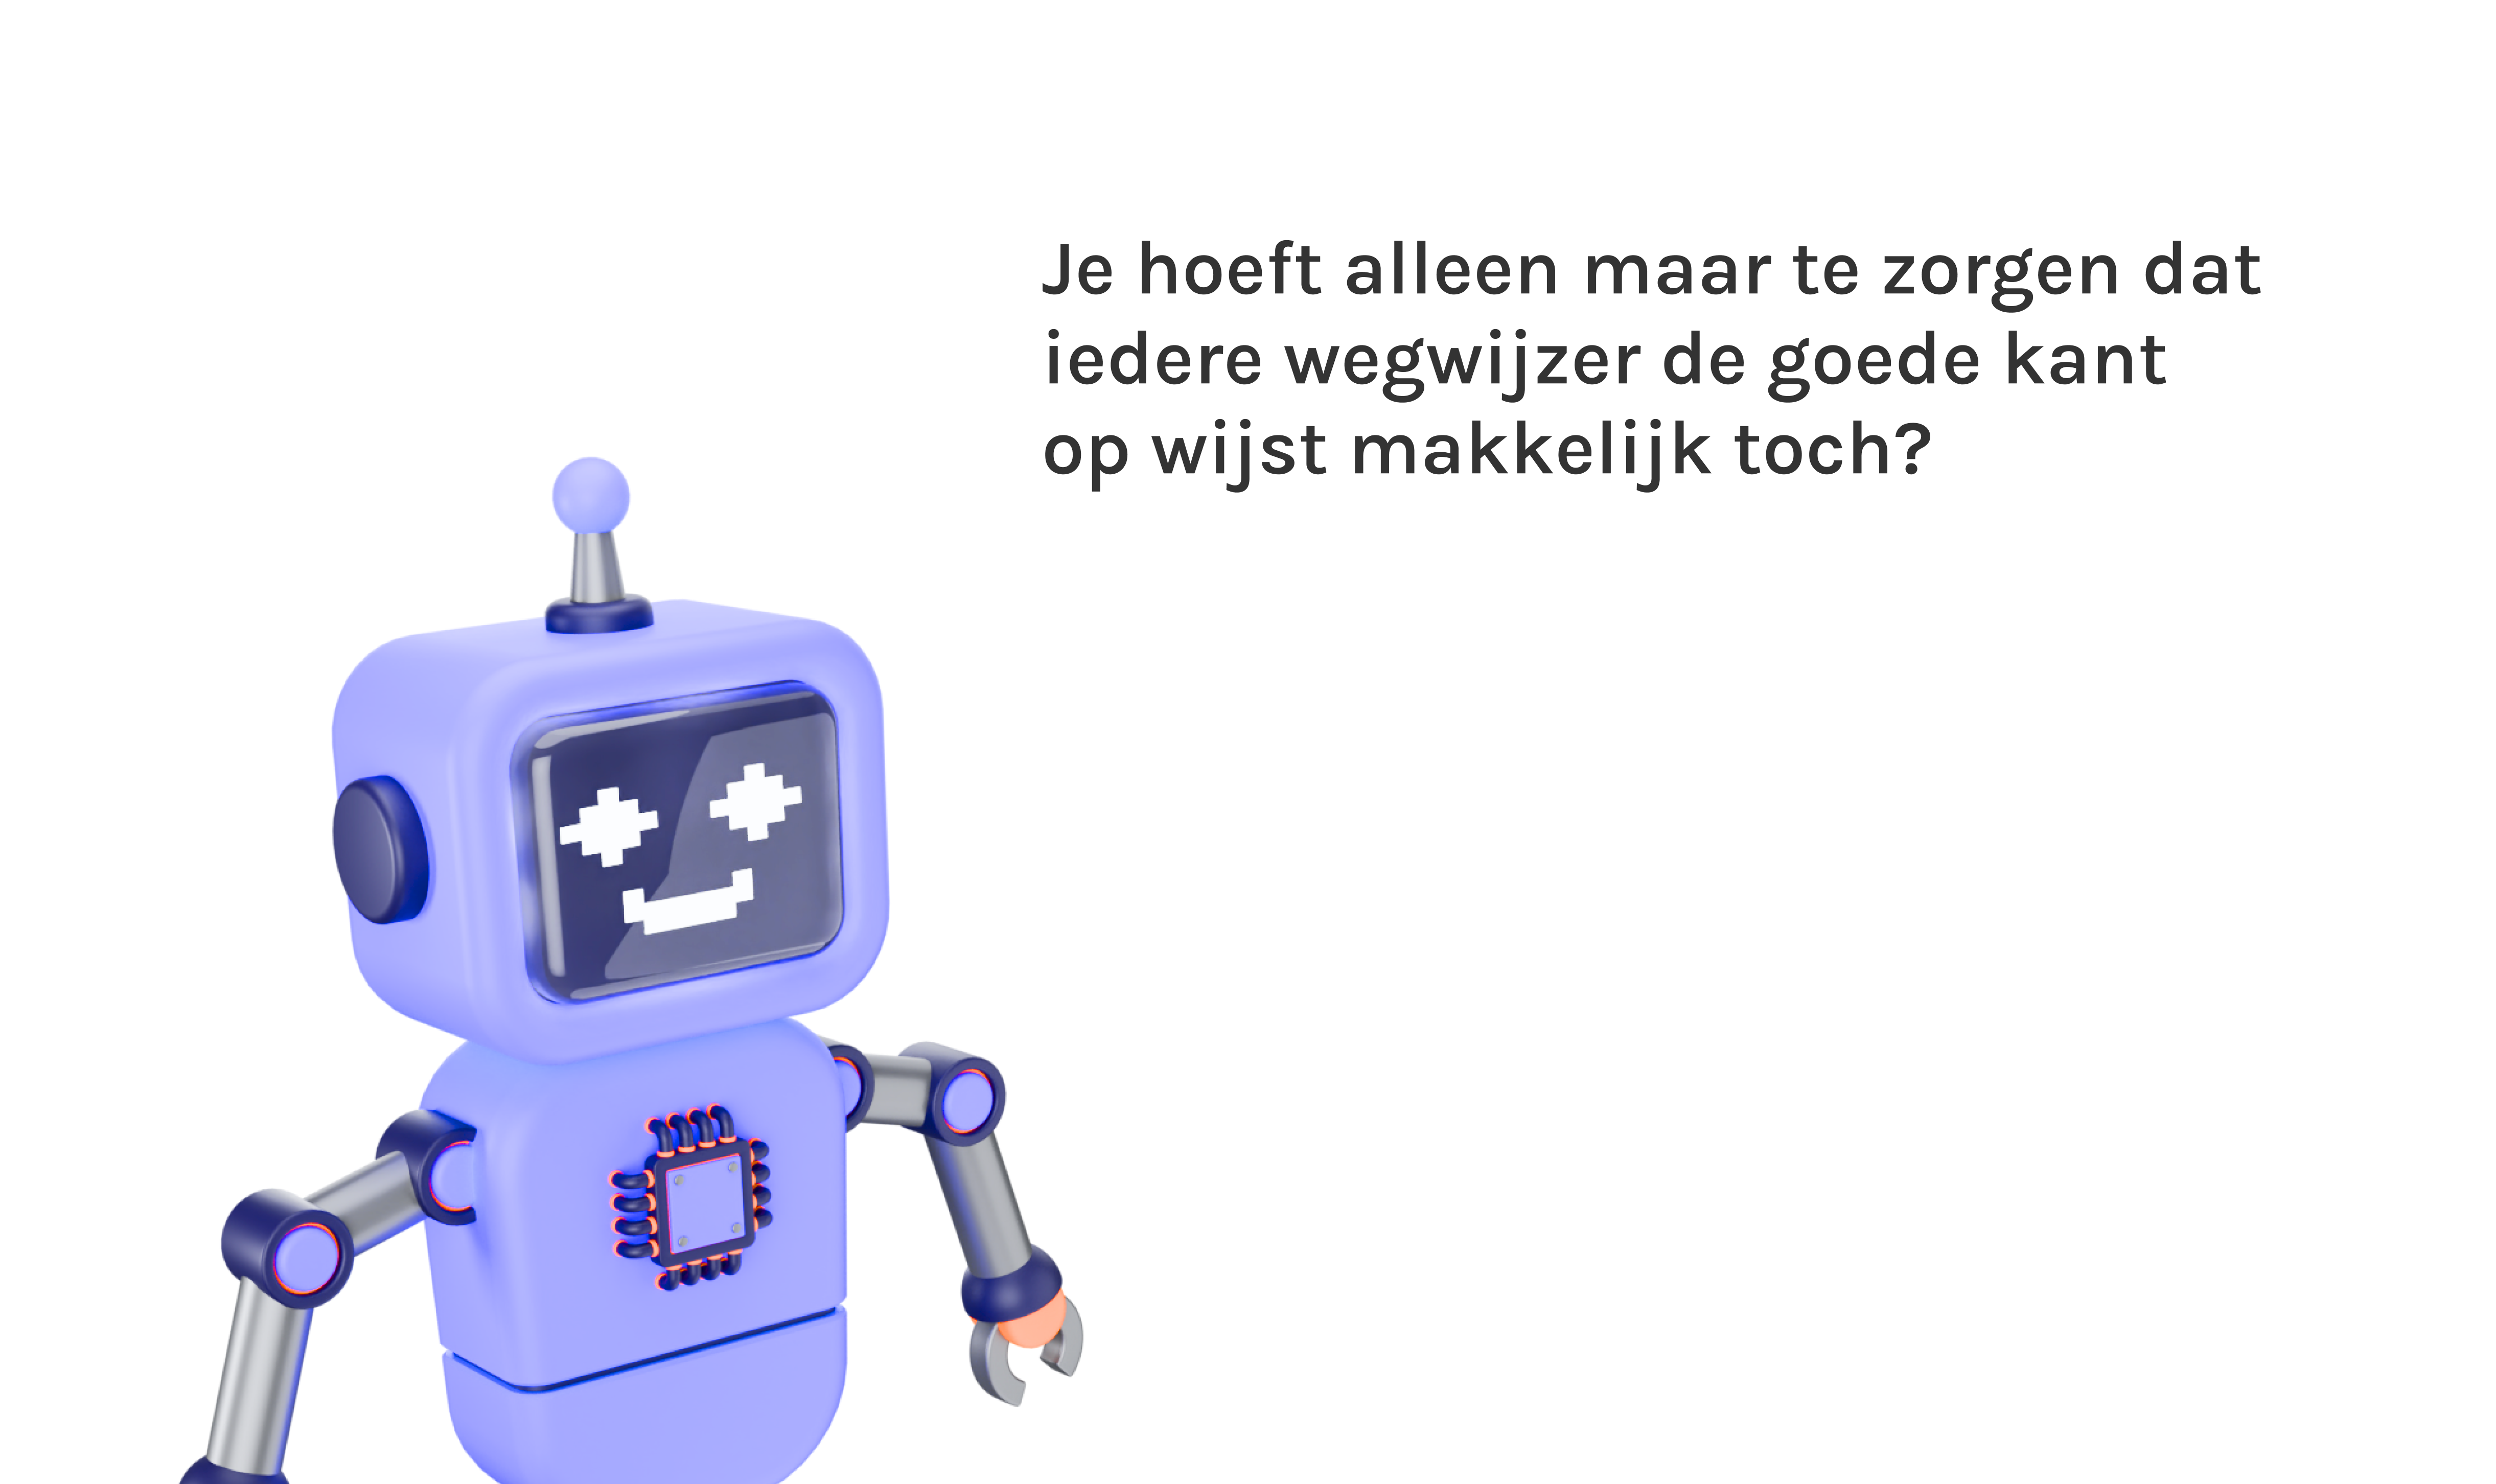 Je hoeft alleen maar te zorgen dat
iedere wegwijzer de goede kant
op wijst makkelijk toch?